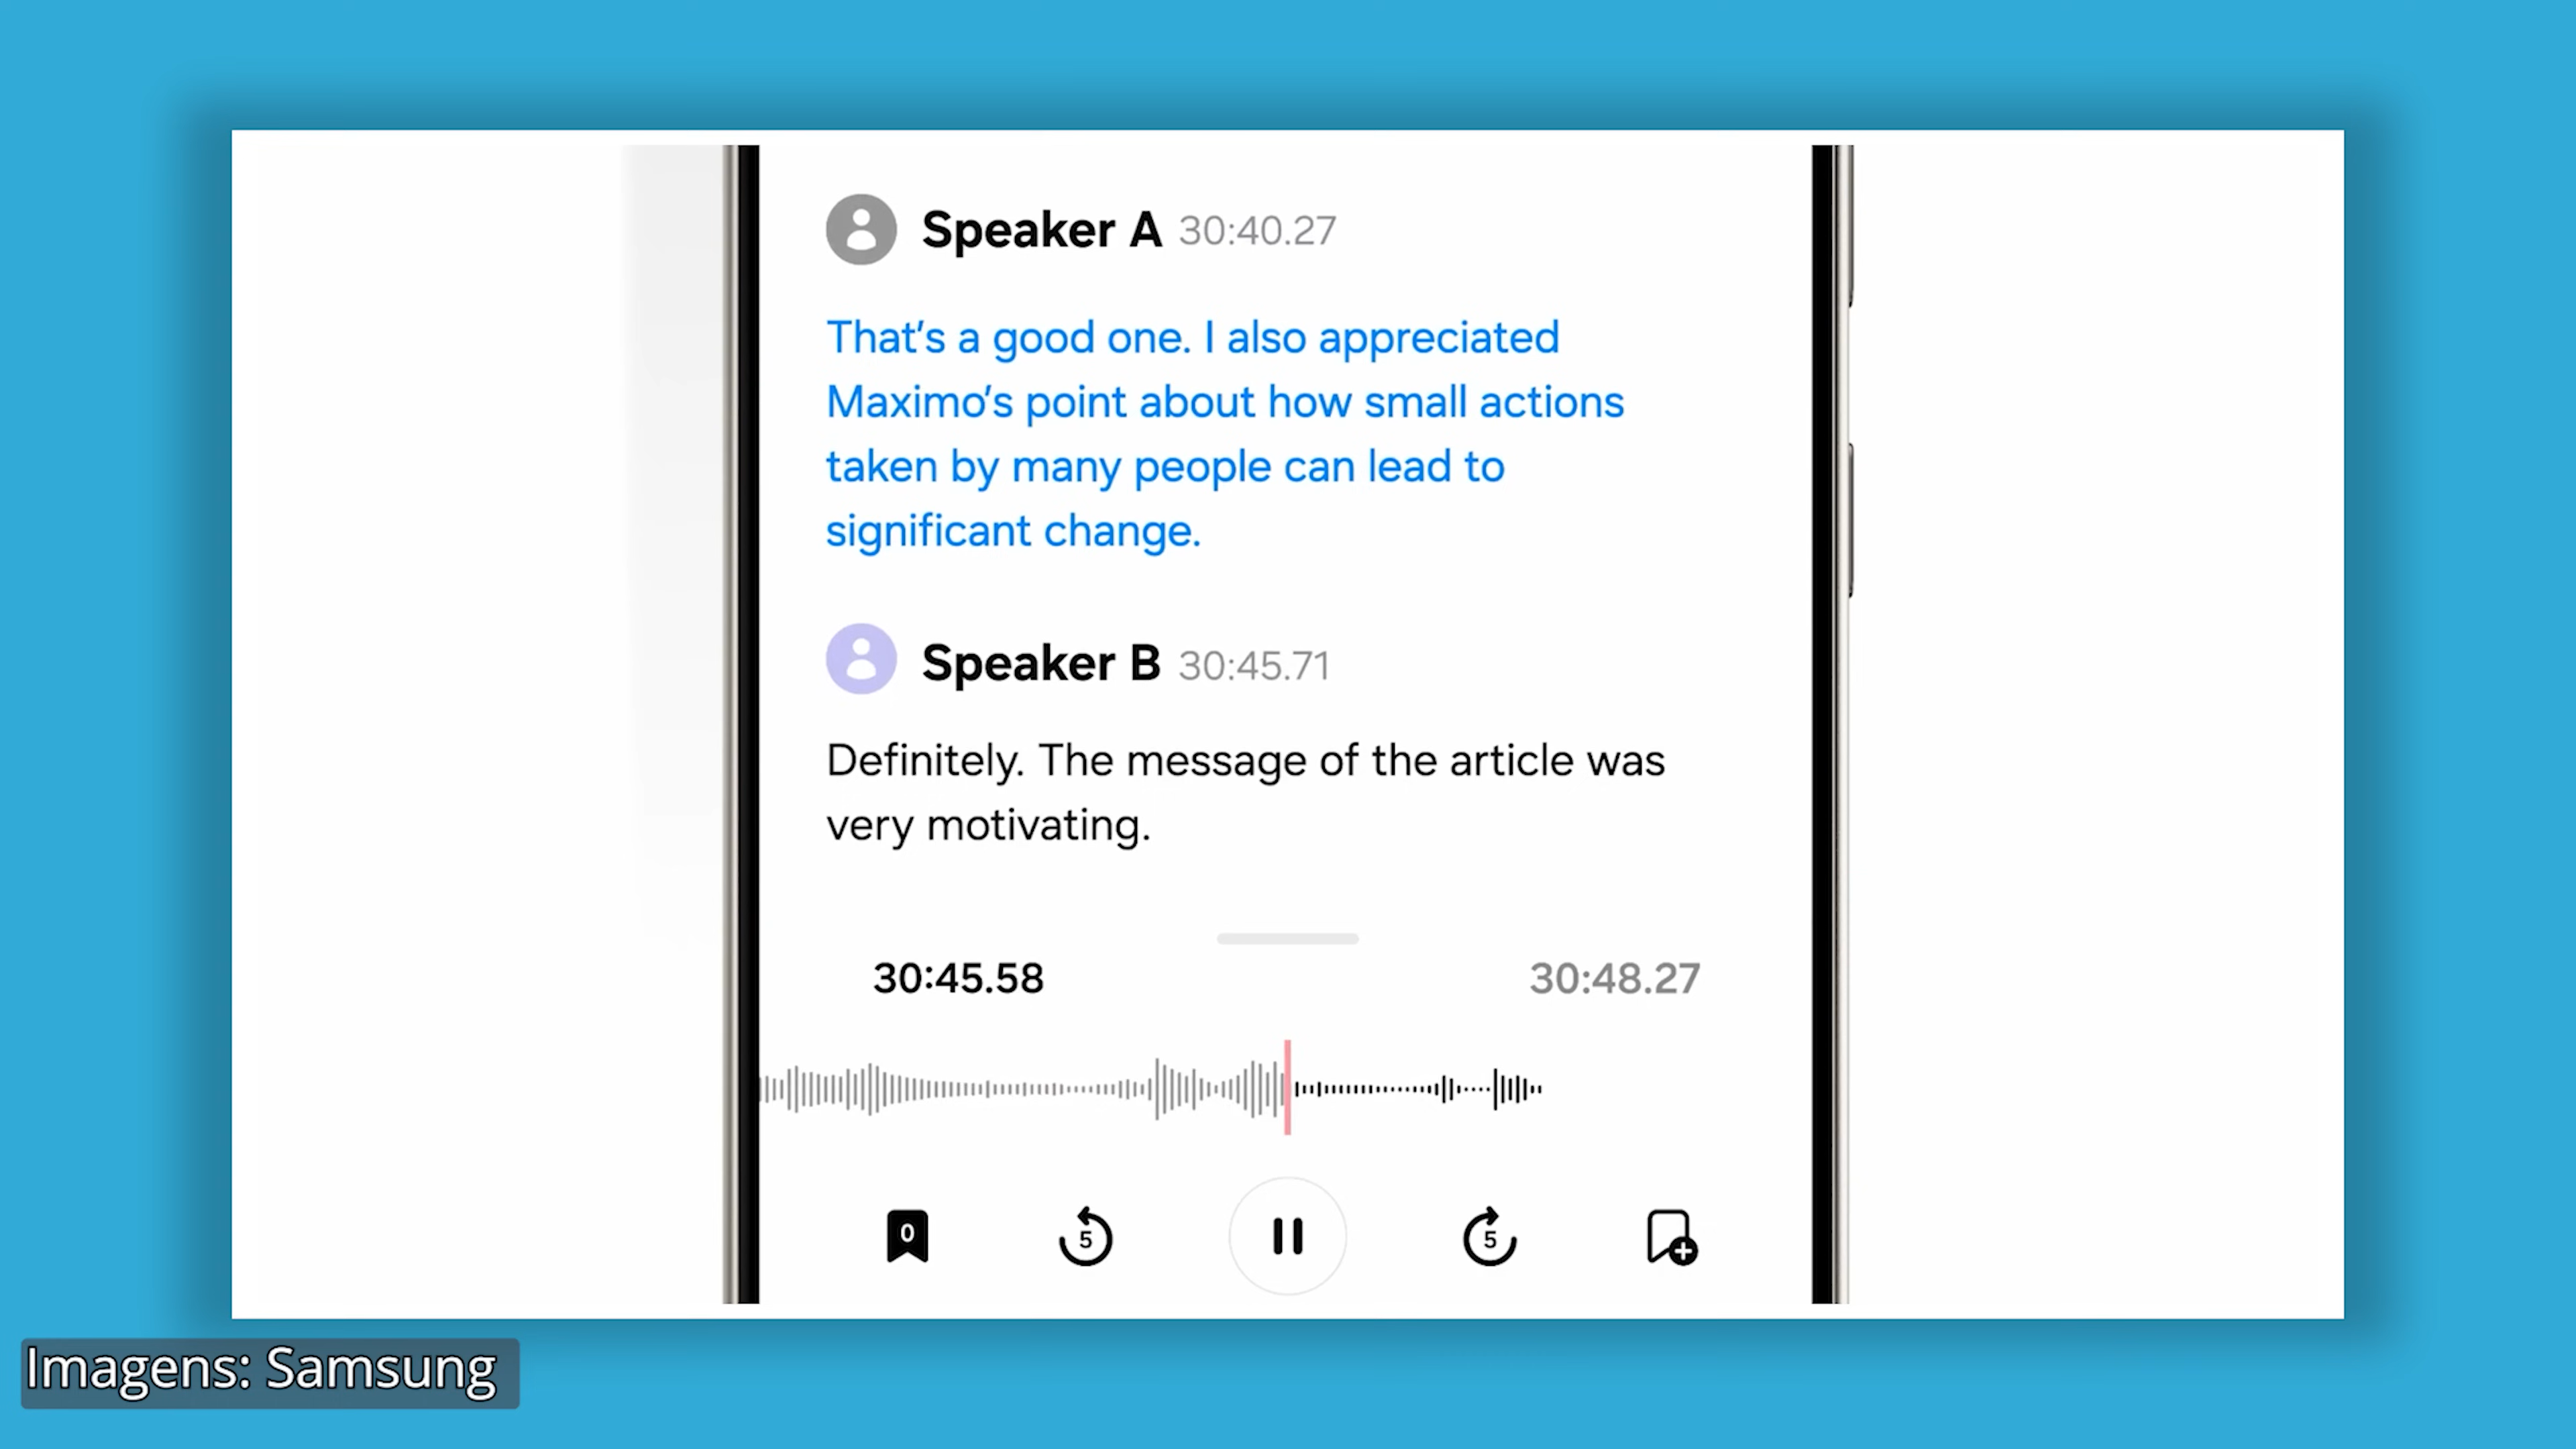 Speaker A 30:40.27
That's a good one. I also appreciated
Maximo's point about how small actions
taken by many people can lead to
significant change.
Speaker B 30:45.71
Definitely. The message of the article was
very motivating.
30:45.58 30:48.27
0 5 5
Imagens: Samsung